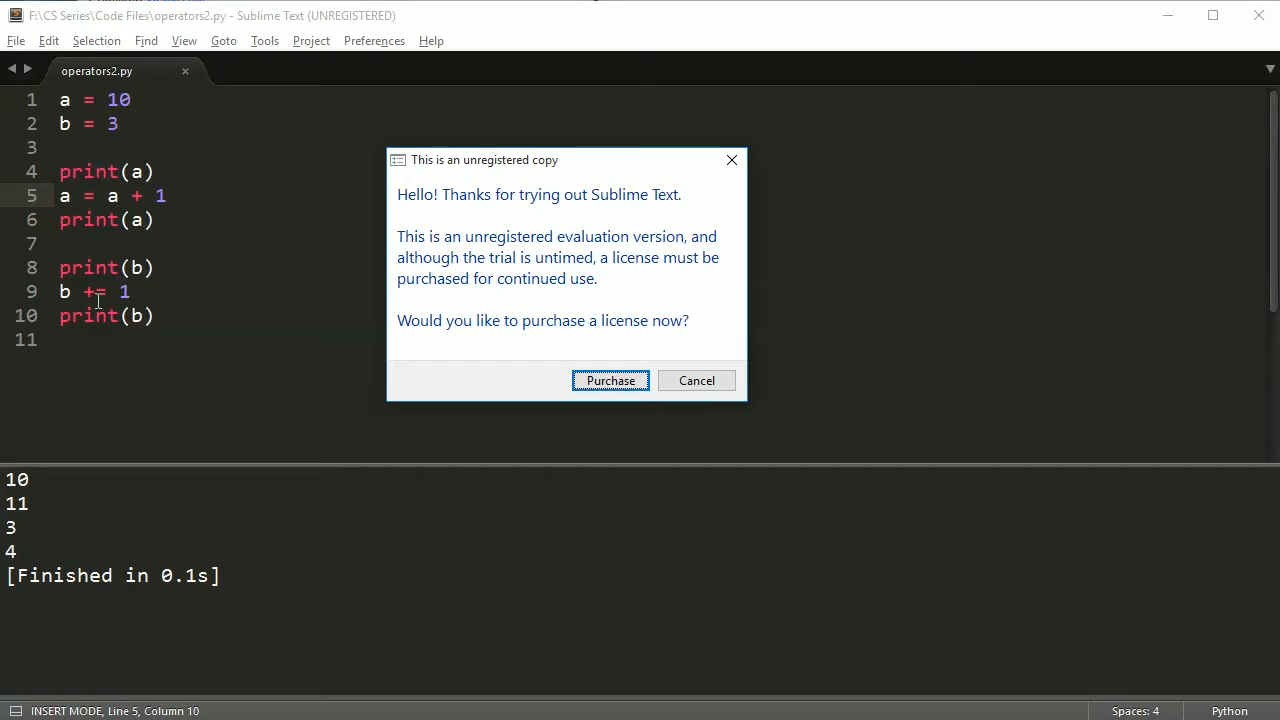 F:\CS Series\Code Files\operators2.py - Sublime Text (UNREGISTERED)
File Edit Selection Find View Goto Tools Project Preferences Help
operators2.py
1 a = 10
2 b = 3
3
4 print(a)
5 a = a + 1
6 print(a)
7
8 print(b)
9 b += 1
10 print(b)
11
This is an unregistered copy
Hello! Thanks for trying out Sublime Text.
This is an unregistered evaluation version, and
although the trial is untimed, a license must be
purchased for continued use.
Would you like to purchase a license now?
Purchase Cancel
10
11
3
4
[Finished in 0.1s]
INSERT MODE, Line 5, Column 10 Spaces: 4 Python